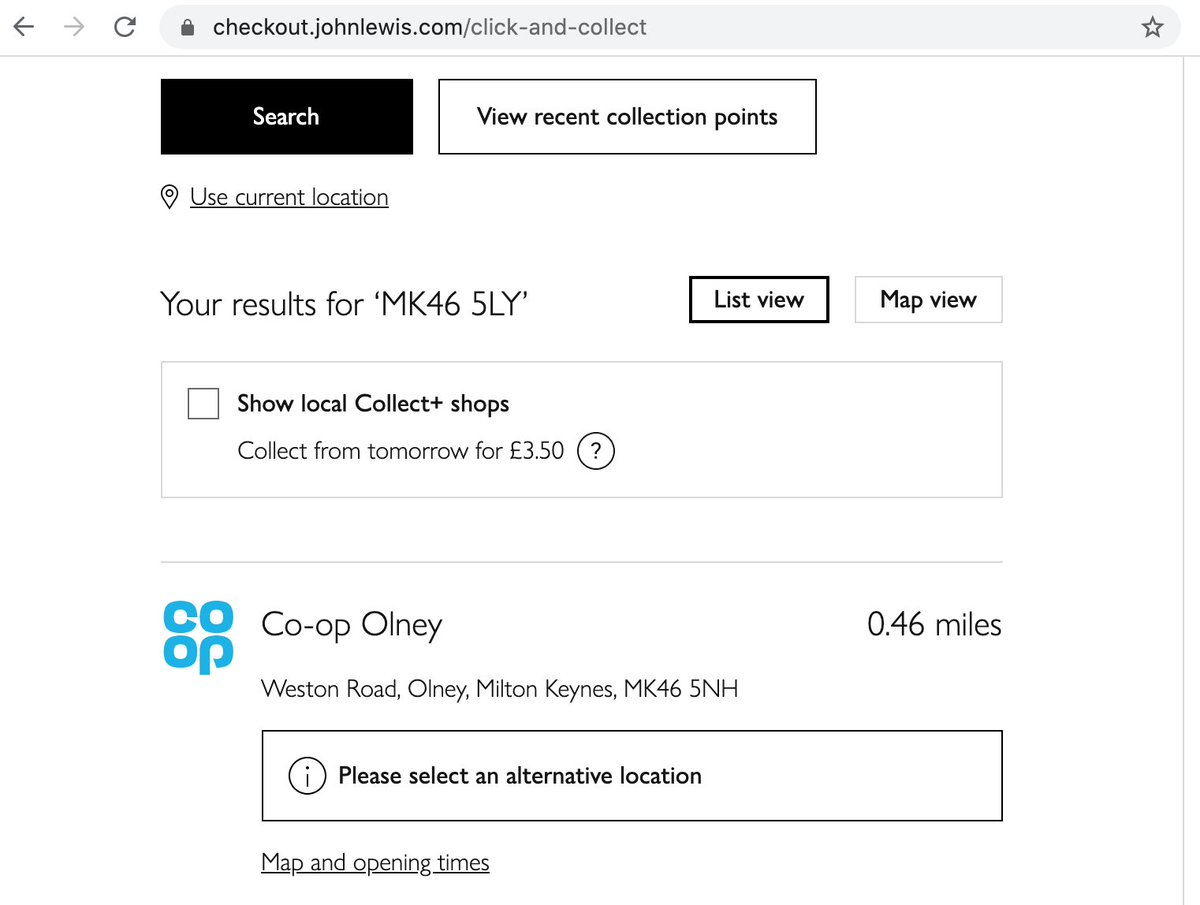 checkout.johnlewis.com/click-and-collect
Search
View recent collection points
Use current location
Your results for ‘MK46 5LY’
List view
Map view
Show local Collect+ shops
Collect from tomorrow for £3.50 ?
co
op
Co-op Olney
0.46 miles
Weston Road, Olney, Milton Keynes, MK46 5NH
i Please select an alternative location
Map and opening times